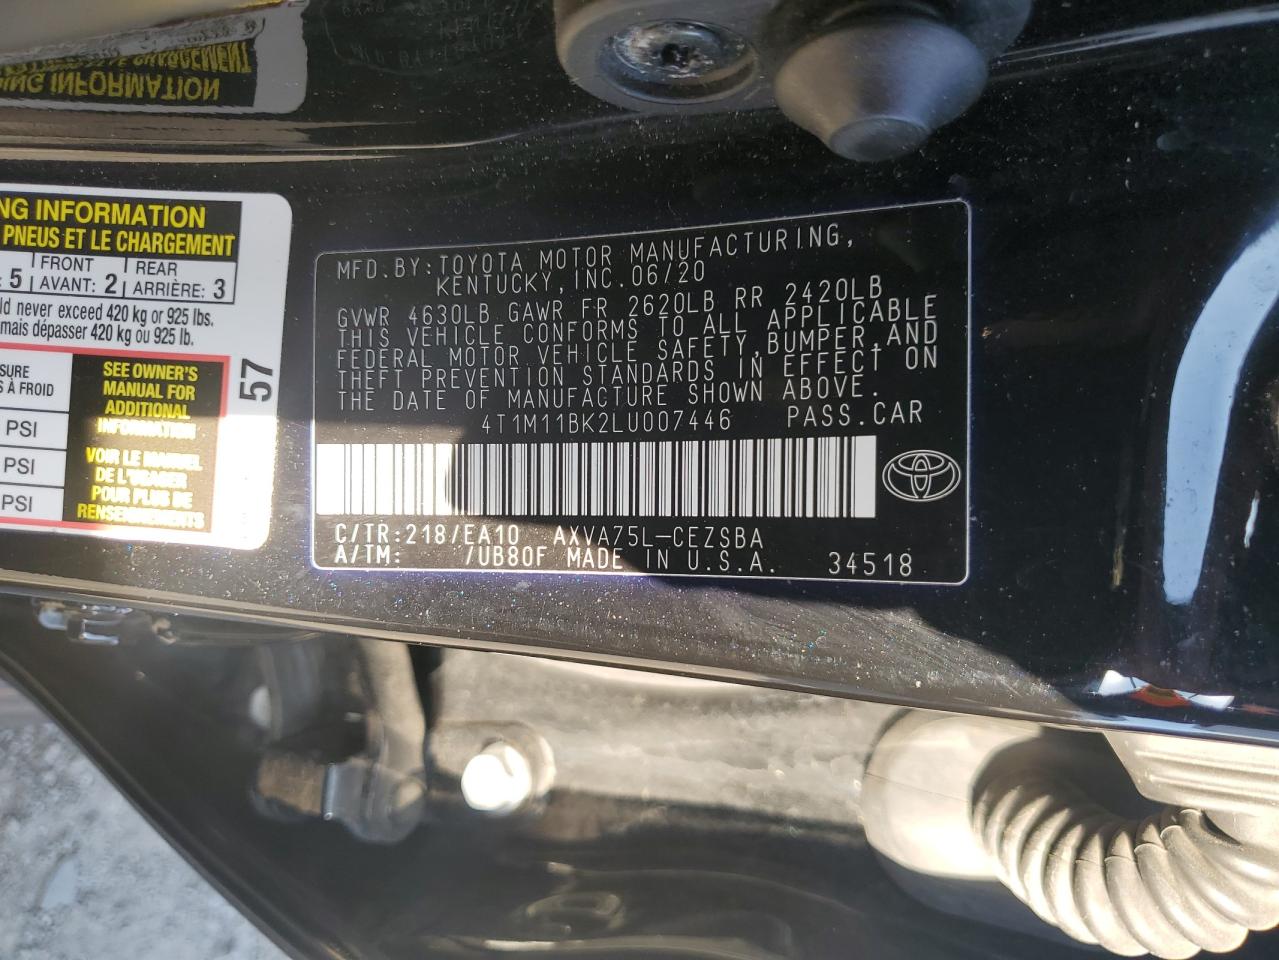 NG INFORMATION
PNEUS ET LE CHARGEMENT
: 5 FRONT AVANT: 2 REAR ARRIÈRE: 3
ld never exceed 420 kg or 925 lbs.
mais dépasser 420 kg ou 925 lb.
SURE
S À FROID
PSI
PSI
PSI
SEE OWNER'S
MANUAL FOR
ADDITIONAL
INFORMATION
VOIR LE MANUEL
DE L'USAGER
POUR PLUS DE
RENSEIGNEMENTS
57
MFD. BY: TOYOTA MOTOR MANUFACTURING,
KENTUCKY, INC. 06/20
GVWR 4630LB GAWR FR 2620LB RR 2420LB
THIS VEHICLE CONFORMS TO ALL APPLICABLE
FEDERAL MOTOR VEHICLE SAFETY, BUMPER, AND
THEFT PREVENTION STANDARDS IN EFFECT ON
THE DATE OF MANUFACTURE SHOWN ABOVE.
4T1M11BK2LU007446 PASS. CAR
C/TR: 218/EA10 AXVA75L-CEZSBA
A/TM: /UB80F MADE IN U.S.A. 34518